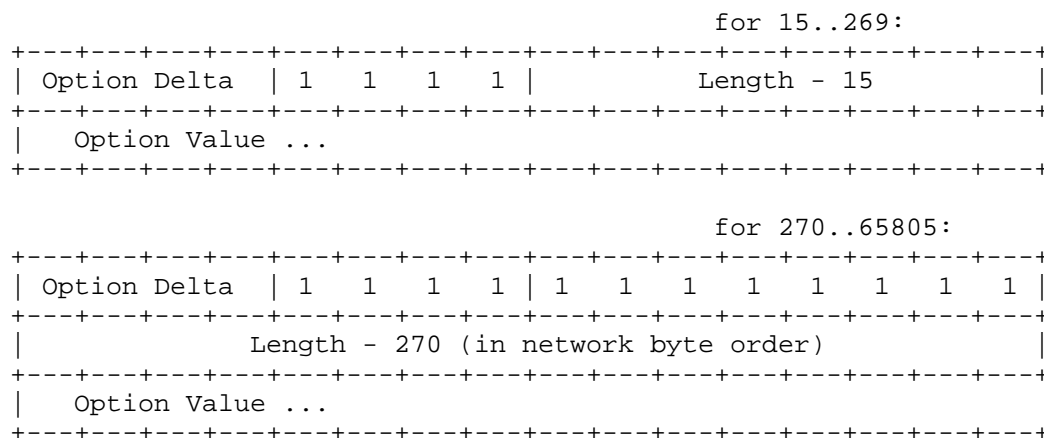 for 15..269:
+---+---+---+---+---+---+---+---+---+---+---+---+---+---+---+---+
| Option Delta | 1 1 1 1 | Length - 15 |
+---+---+---+---+---+---+---+---+---+---+---+---+---+---+---+---+
| Option Value ...
+---+---+---+---+---+---+---+---+---+---+---+---+---+---+---+---+
for 270..65805:
+---+---+---+---+---+---+---+---+---+---+---+---+---+---+---+---+
| Option Delta | 1 1 1 1 | 1 1 1 1 1 1 1 1 |
+---+---+---+---+---+---+---+---+---+---+---+---+---+---+---+---+
| Length - 270 (in network byte order) |
+---+---+---+---+---+---+---+---+---+---+---+---+---+---+---+---+
| Option Value ...
+---+---+---+---+---+---+---+---+---+---+---+---+---+---+---+---+